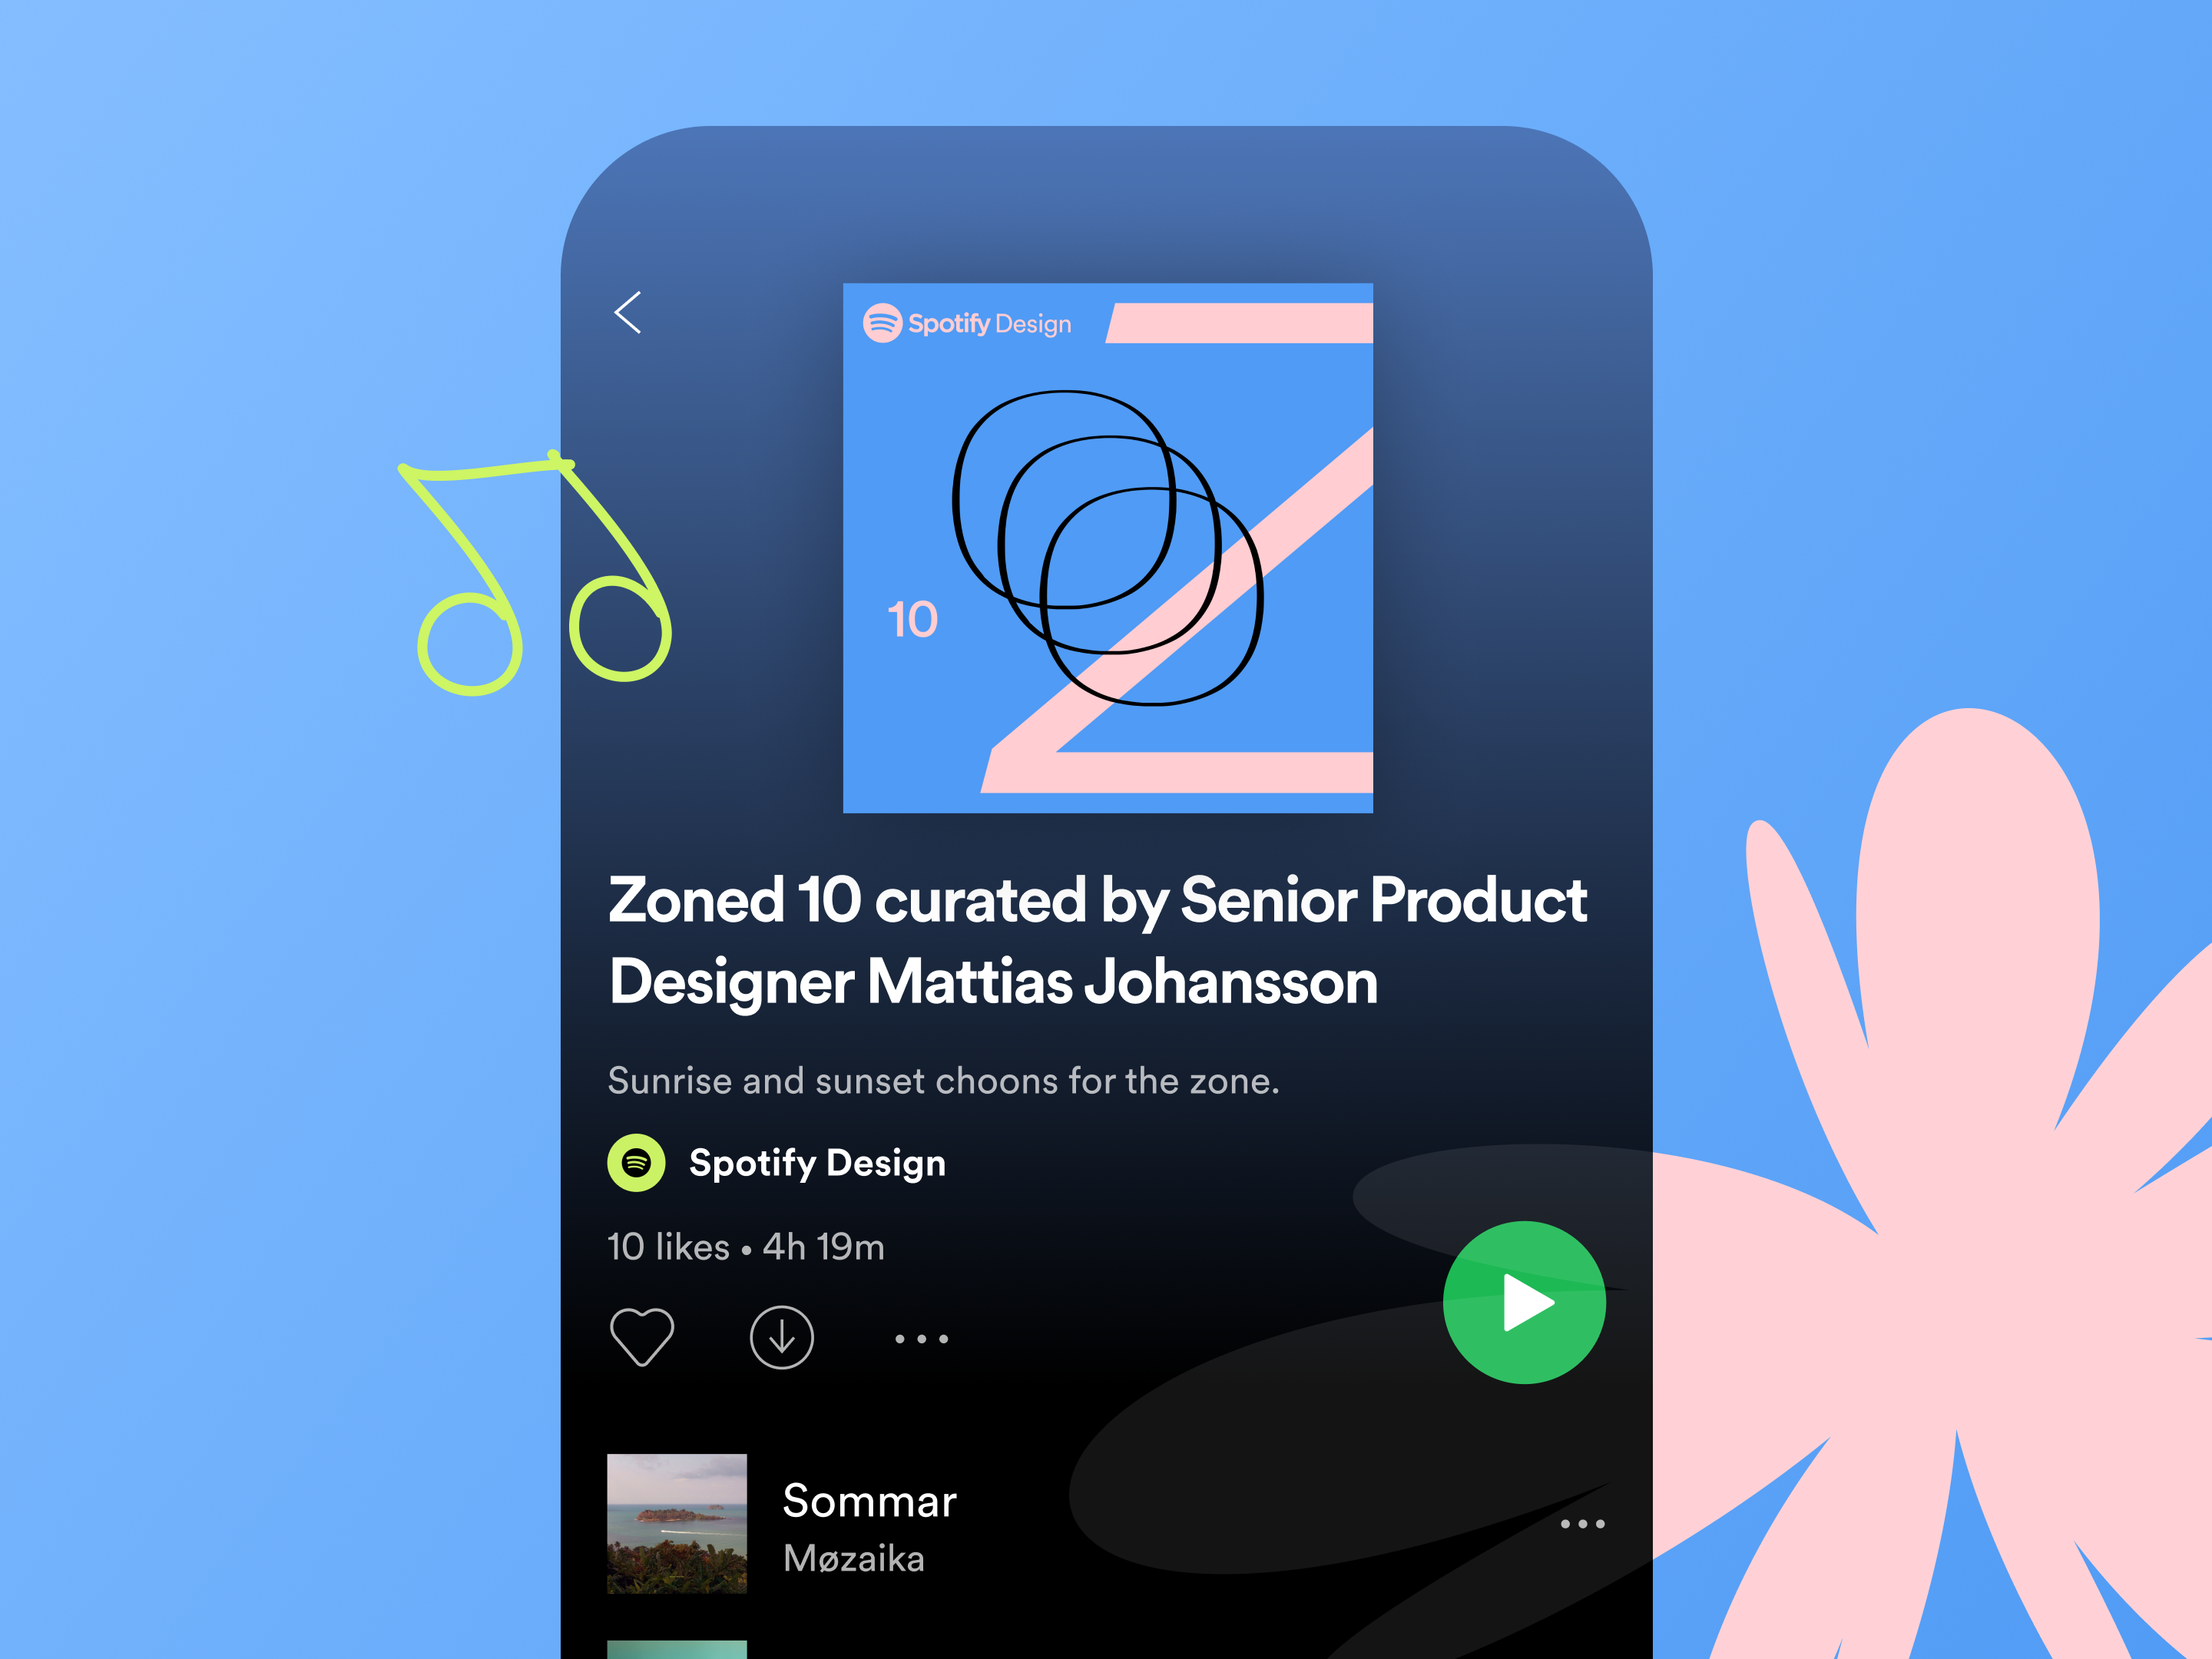 Spotify Design
10
Zoned 10 curated by Senior Product
Designer Mattias Johansson
Sunrise and sunset choons for the zone.
Spotify Design
10 likes • 4h 19m
Sommar
Møzaika